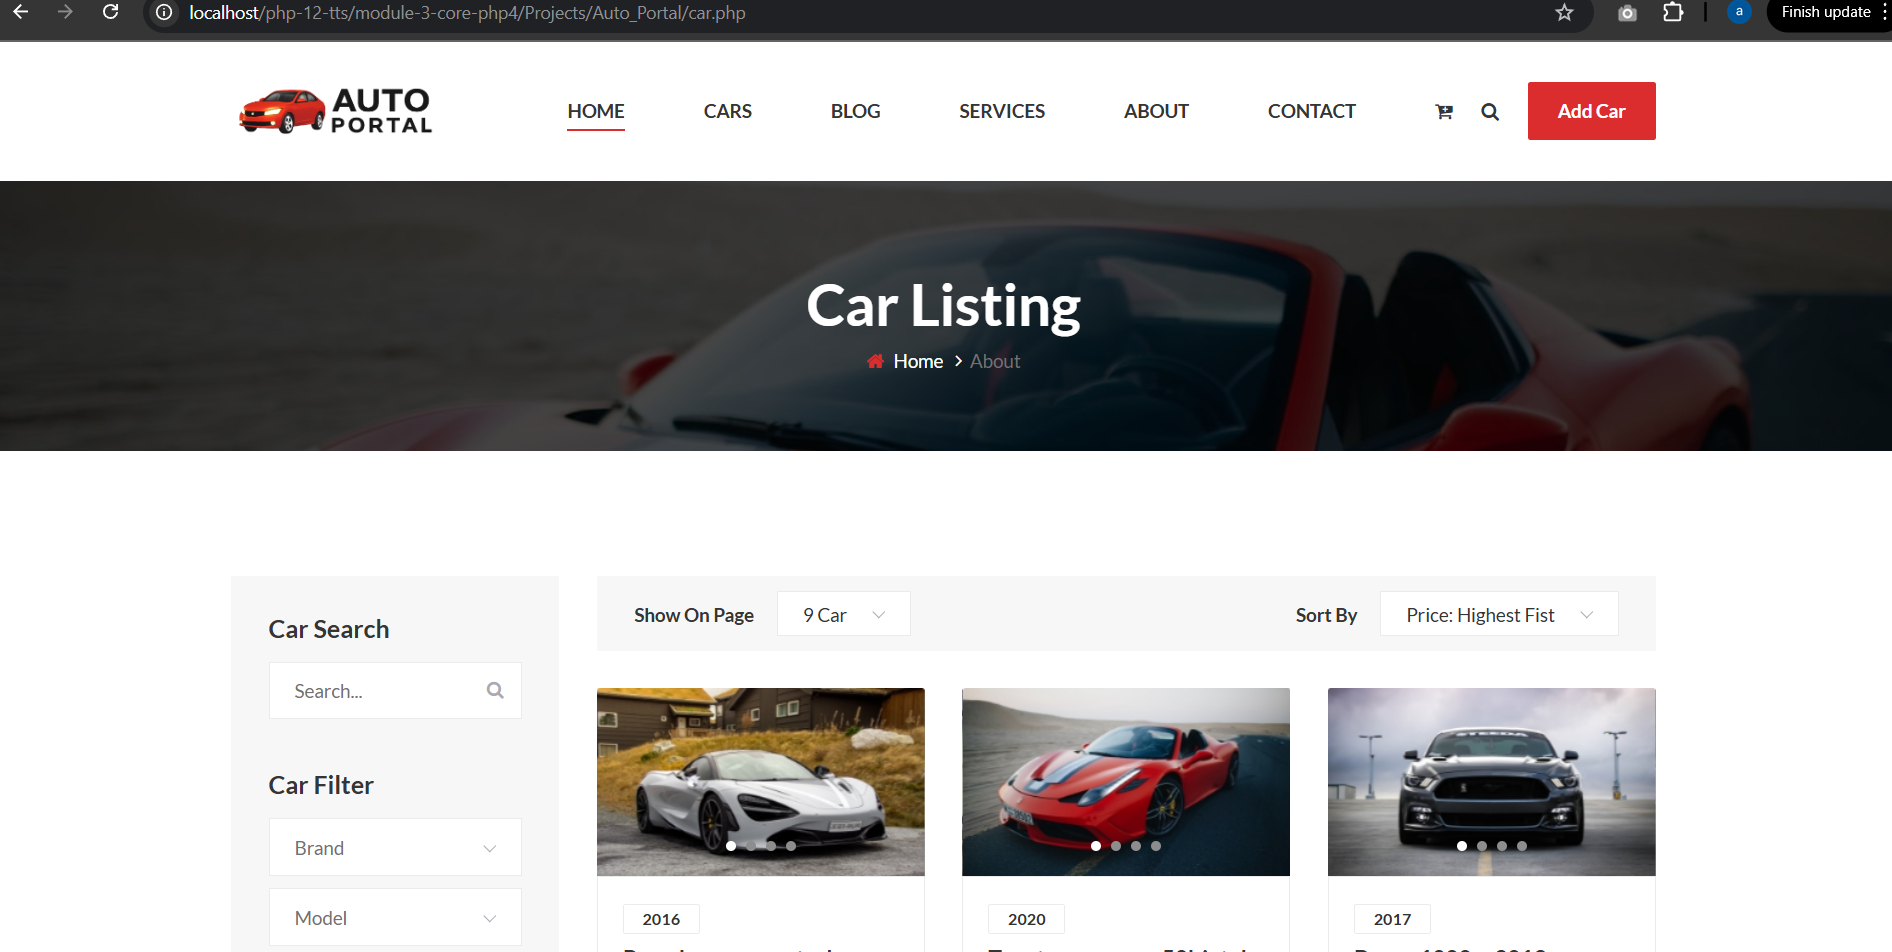 localhost/php-12-tts/module-3-core-php4/Projects/Auto_Portal/car.php
a
Finish update
AUTO
PORTAL
HOME
CARS
BLOG
SERVICES
ABOUT
CONTACT
Add Car
Car Listing
Home
About
Car Search
Search...
Car Filter
Brand
Model
Show On Page
9 Car
Sort By
Price: Highest Fist
STEEDA
2016
2020
2017